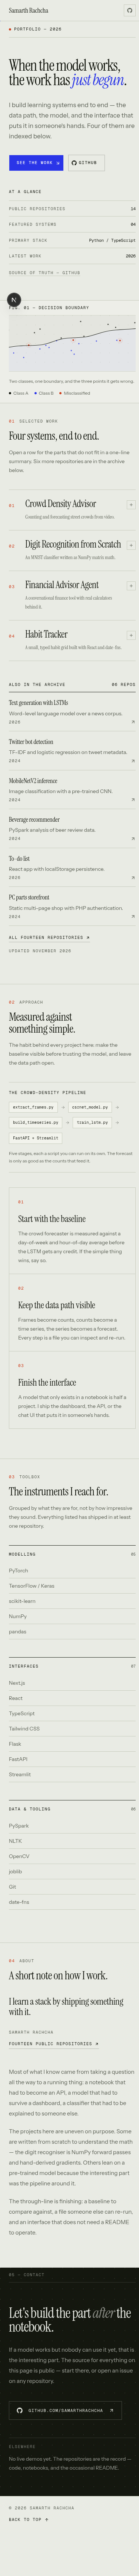 Samarth Rachcha
PORTFOLIO — 2026
When the model works,
the work has just begun.
I build learning systems end to end — the
data path, the model, and the interface that
puts it in someone's hands. Four of them are
indexed below.
SEE THE WORK
GITHUB
AT A GLANCE
PUBLIC REPOSITORIES 14
FEATURED SYSTEMS 04
PRIMARY STACK Python / TypeScript
LATEST WORK 2026
SOURCE OF TRUTH — GITHUB
N
FIG. 01 — DECISION BOUNDARY
Two classes, one boundary, and the three points it gets wrong.
Class A Class B Misclassified
01 SELECTED WORK
Four systems, end to end.
Open a row for the parts that do not fit in a one-line
summary. Six more repositories are in the archive
below.
01 Crowd Density Advisor +
Counting and forecasting street crowds from video.
02 Digit Recognition from Scratch +
An MNIST classifier written as NumPy matrix maths.
03 Financial Advisor Agent +
A conversational finance tool with real calculators
behind it.
04 Habit Tracker +
A small, typed habit grid built with React and date-fns.
ALSO IN THE ARCHIVE 06 REPOS
Text generation with LSTMs
Word-level language model over a news corpus.
2025 ↗
Twitter bot detection
TF-IDF and logistic regression on tweet metadata.
2024 ↗
MobileNetV2 inference
Image classification with a pre-trained CNN.
2024 ↗
Beverage recommender
PySpark analysis of beer review data.
2024 ↗
To-do list
React app with localStorage persistence.
2025 ↗
PC parts storefront
Static multi-page shop with PHP authentication.
2024 ↗
ALL FOURTEEN REPOSITORIES ↗
UPDATED NOVEMBER 2025
02 APPROACH
Measured against
something simple.
The habit behind every project here: make the
baseline visible before trusting the model, and leave
the data path open.
THE CROWD-DENSITY PIPELINE
extract_frames.py
csrnet_model.py
build_timeseries.py
train_lstm.py
FastAPI + Streamlit
Five stages, each a script you can run on its own. The forecast
is only as good as the counts that feed it.
01
Start with the baseline
The crowd forecaster is measured against a
day-of-week and hour-of-day average before
the LSTM gets any credit. If the simple thing
wins, say so.
02
Keep the data path visible
Frames become counts, counts become a
time series, the series becomes a forecast.
Every step is a file you can inspect and re-run.
03
Finish the interface
A model that only exists in a notebook is half a
project. I ship the dashboard, the API, or the
chat UI that puts it in someone's hands.
03 TOOLBOX
The instruments I reach for.
Grouped by what they are for, not by how impressive
they sound. Everything listed has shipped in at least
one repository.
MODELLING 05
PyTorch
TensorFlow / Keras
scikit-learn
NumPy
pandas
INTERFACES 07
Next.js
React
TypeScript
Tailwind CSS
Flask
FastAPI
Streamlit
DATA & TOOLING 06
PySpark
NLTK
OpenCV
joblib
Git
date-fns
04 ABOUT
A short note on how I work.
I learn a stack by shipping something
with it.
SAMARTH RACHCHA
FOURTEEN PUBLIC REPOSITORIES ↗
Most of what I know came from taking a question
all the way to a running thing: a notebook that
had to become an API, a model that had to
survive a dashboard, a classifier that had to be
explained to someone else.
The projects here are uneven on purpose. Some
are written from scratch to understand the math
— the digit recogniser is NumPy forward passes
and hand-derived gradients. Others lean on a
pre-trained model because the interesting part
was the pipeline around it.
The through-line is finishing: a baseline to
compare against, a file someone else can re-run,
and an interface that does not need a README
to operate.
05 — CONTACT
Let's build the part after the
notebook.
If a model works but nobody can use it yet, that is
the interesting part. The source for everything on
this page is public — start there, or open an issue
on any repository.
GITHUB.COM/SAMARTHRACHCHA ↗
ELSEWHERE
No live demos yet. The repositories are the record —
code, notebooks, and the occasional README.
© 2026 SAMARTH RACHCHA
BACK TO TOP ↑